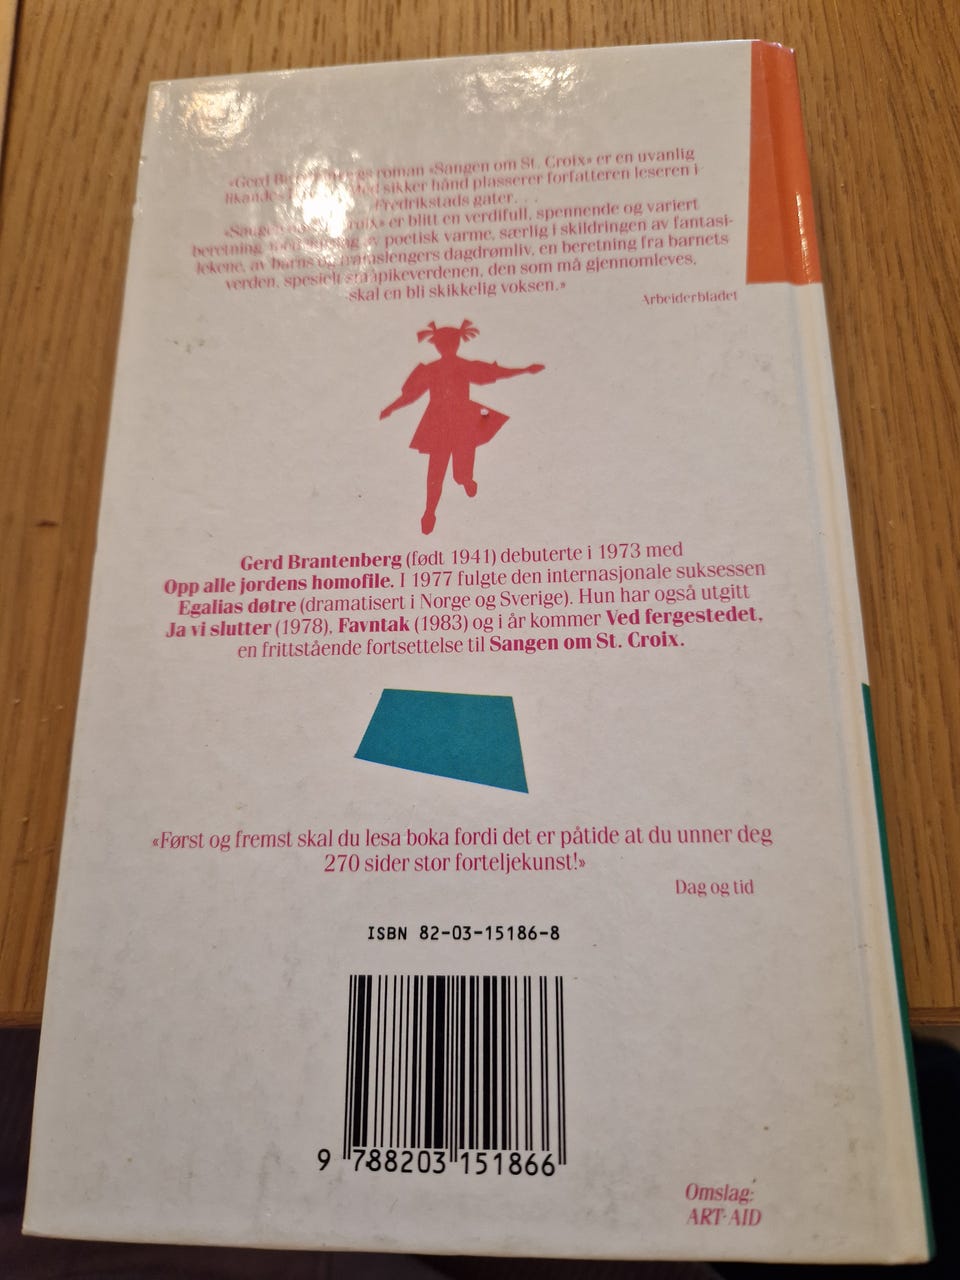 «Gerd roman «Sangen om St. Croix» er en uvanlig
sikker hånd plasserer forfatteren leseren i
Fredrikstads gater. . .
er blitt en verdifull, spennende og variert
beretning, poetisk varme, særlig i skildringen av fantasi-
lekene, av barns og dagdrømliv, en beretning fra barnets
verden, spesielt småpikeverdenen, den som må gjennomleves,
skal en bli skikkelig voksen.»
Arbeiderbladet
Gerd Brantenberg (født 1941) debuterte i 1973 med
Opp alle jordens homofile. I 1977 fulgte den internasjonale suksessen
Egalias døtre (dramatisert i Norge og Sverige). Hun har også utgitt
Ja vi slutter (1978), Favntak (1983) og i år kommer Ved fergestedet,
en frittstående fortsettelse til Sangen om St. Croix.
«Først og fremst skal du lesa boka fordi det er påtide at du unner deg
270 sider stor forteljekunst!»
Dag og tid
ISBN 82-03-15186-8
9 788203 151866
Omslag:
ART-AID